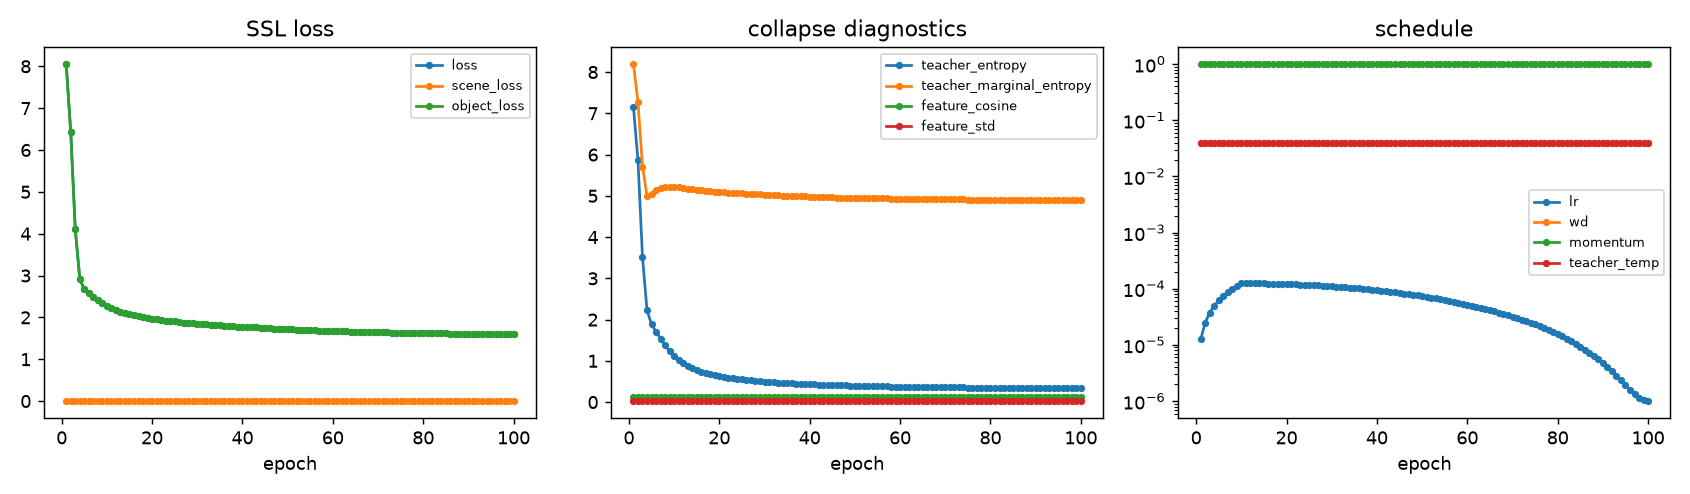 SSL loss
loss
scene_loss
object_loss
8
7
6
5
4
3
2
1
0
0 20 40 60 80 100
epoch
collapse diagnostics
teacher_entropy
teacher_marginal_entropy
feature_cosine
feature_std
8
7
6
5
4
3
2
1
0
0 20 40 60 80 100
epoch
schedule
10⁰
10⁻¹
10⁻²
10⁻³
10⁻⁴
10⁻⁵
10⁻⁶
lr
wd
momentum
teacher_temp
0 20 40 60 80 100
epoch